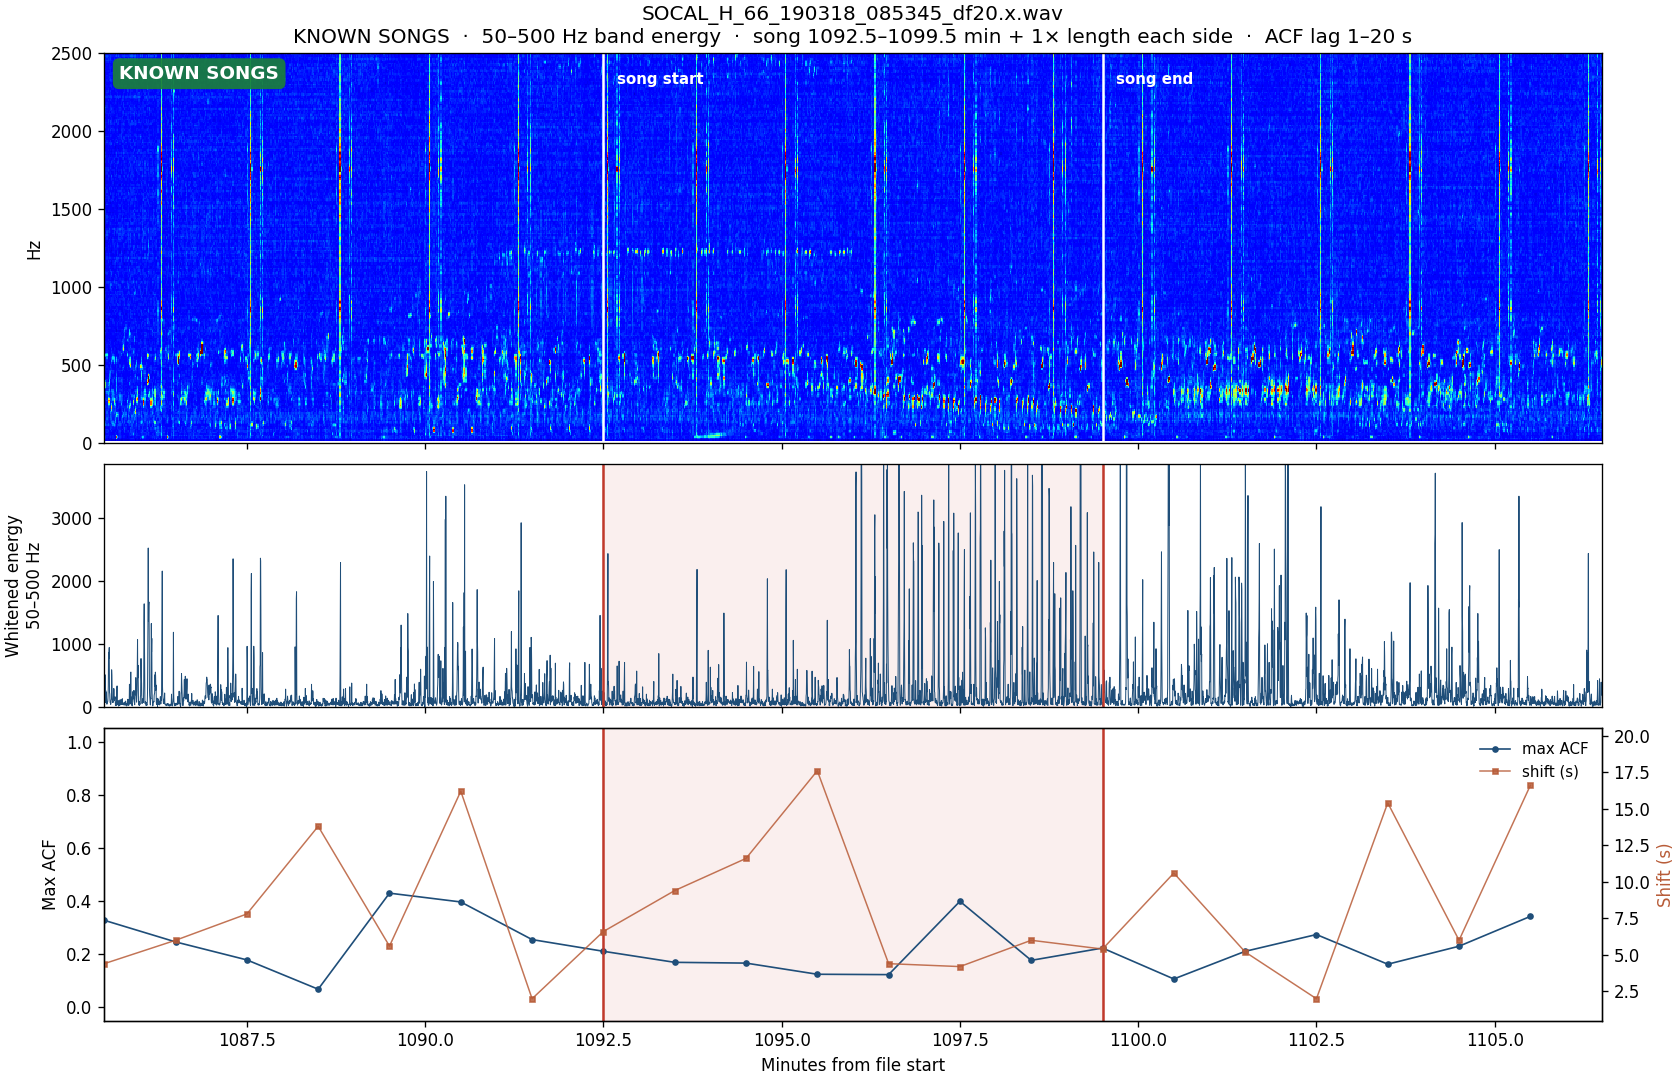 SOCAL_H_66_190318_085345_df20.x.wav
KNOWN SONGS · 50–500 Hz band energy · song 1092.5–1099.5 min + 1× length each side · ACF lag 1–20 s
KNOWN SONGS
song start
song end
2500
2000
1500
1000
500
0
Hz
3000
2000
1000
0
Whitened energy
50–500 Hz
1.0
0.8
0.6
0.4
0.2
0.0
Max ACF
max ACF
shift (s)
20.0
17.5
15.0
12.5
10.0
7.5
5.0
2.5
Shift (s)
1087.5 1090.0 1092.5 1095.0 1097.5 1100.0 1102.5 1105.0
Minutes from file start